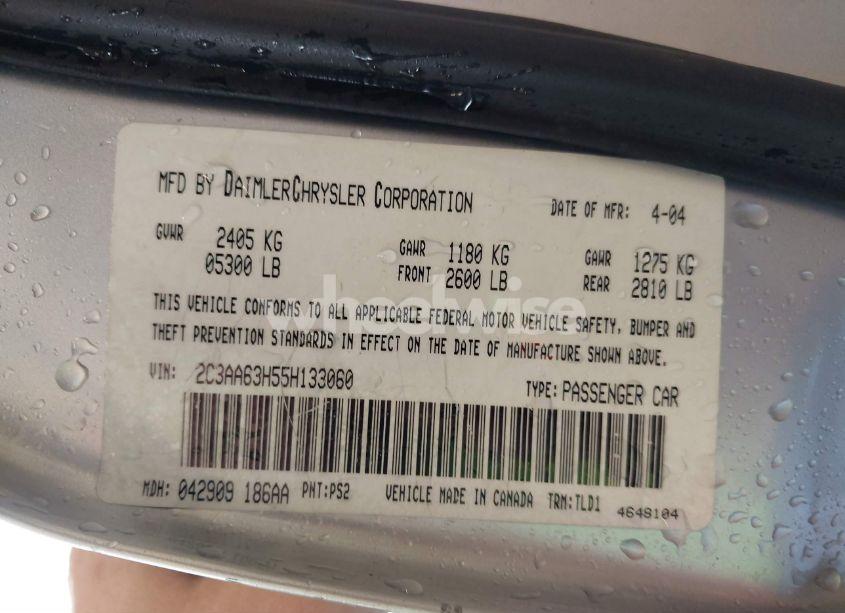 MFD BY DAIMLERCHRYSLER CORPORATION DATE OF MFR: 4-04
GVWR 2405 KG GAWR 1180 KG GAWR 1275 KG
05300 LB FRONT 2600 LB REAR 2810 LB
THIS VEHICLE CONFORMS TO ALL APPLICABLE FEDERAL MOTOR VEHICLE SAFETY, BUMPER AND
THEFT PREVENTION STANDARDS IN EFFECT ON THE DATE OF MANUFACTURE SHOWN ABOVE.
wheelwise
VIN: 2C3AA63H55H133060 TYPE: PASSENGER CAR
MDH: 042909 186AA PNT:PS2 VEHICLE MADE IN CANADA TRM:TLD1 4648104